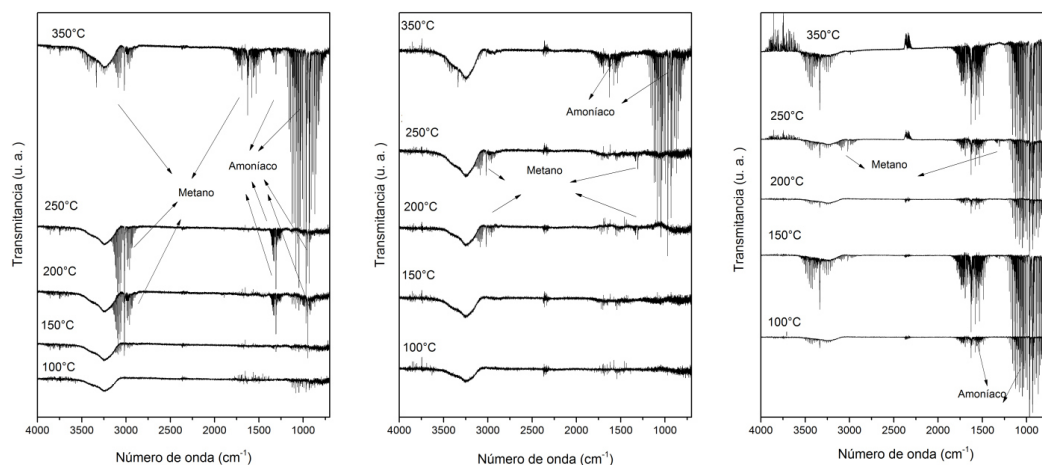 350°C
Metano
Amoníaco
250°C
200°C
150°C
100°C
Transmitancia (u. a.)
4000 3500 3000 2500 2000 1500 1000
Número de onda (cm⁻¹)
350°C
Amoníaco
250°C
Metano
200°C
150°C
100°C
Transmitancia (u. a.)
4000 3500 3000 2500 2000 1500 1000
Número de onda (cm⁻¹)
350°C
250°C
Metano
200°C
150°C
100°C
Amoníaco
Transmitancia (u. a.)
4000 3500 3000 2500 2000 1500 1000
Número de onda (cm⁻¹)